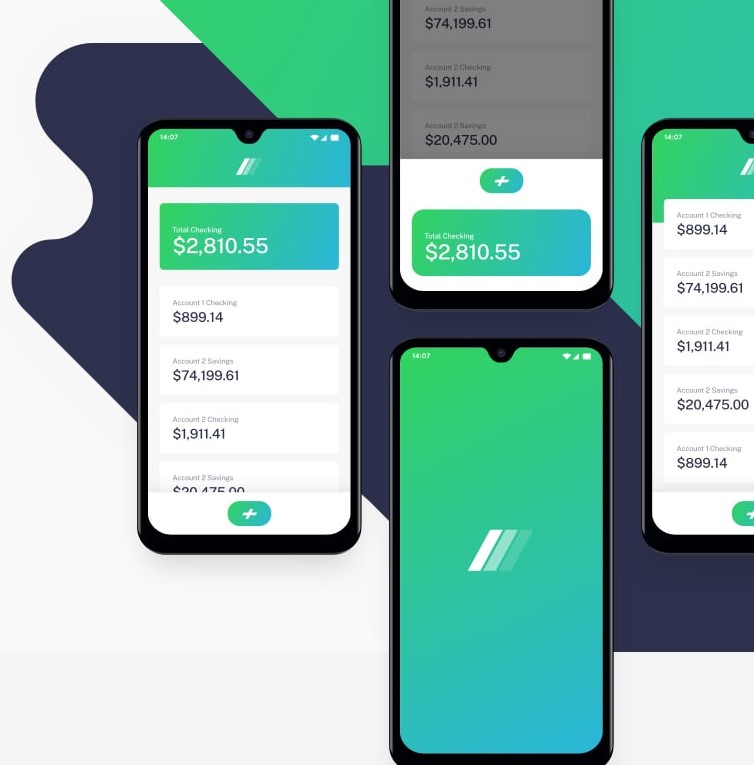 14:07
Total Checking
$2,810.55
Account 1 Checking
$899.14
Account 2 Savings
$74,199.61
Account 2 Checking
$1,911.41
Account 2 Savings
$20,475.00
Account 2 Savings
$74,199.61
Account 2 Checking
$1,911.41
Account 2 Savings
$20,475.00
Total Checking
$2,810.55
14:07
14:07
Account 1 Checking
$899.14
Account 2 Savings
$74,199.61
Account 2 Checking
$1,911.41
Account 2 Savings
$20,475.00
Account 1 Checking
$899.14